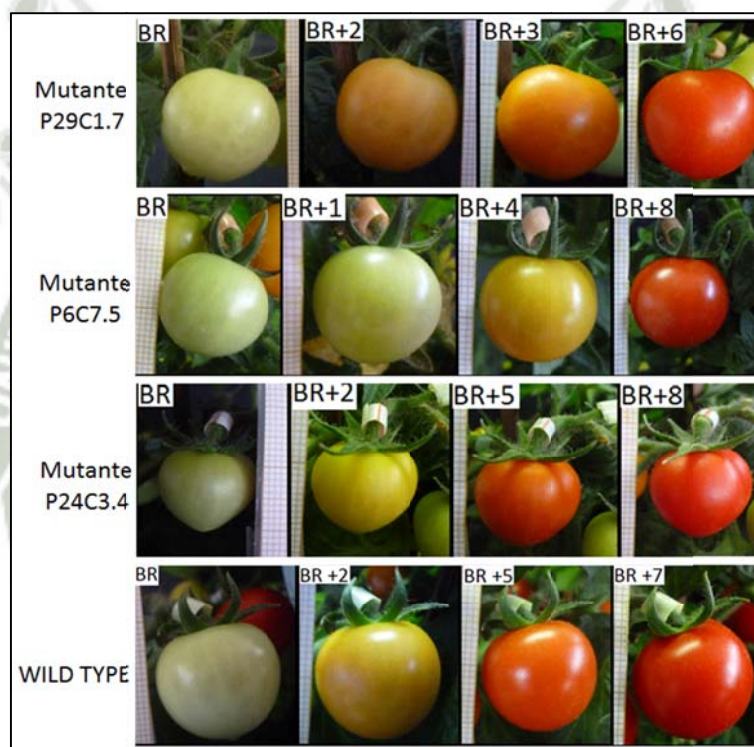 BR BR+2 BR+3 BR+6
Mutante
P29C1.7
BR BR+1 BR+4 BR+8
Mutante
P6C7.5
BR BR+2 BR+5 BR+8
Mutante
P24C3.4
BR BR +2 BR +5 BR +7
WILD TYPE